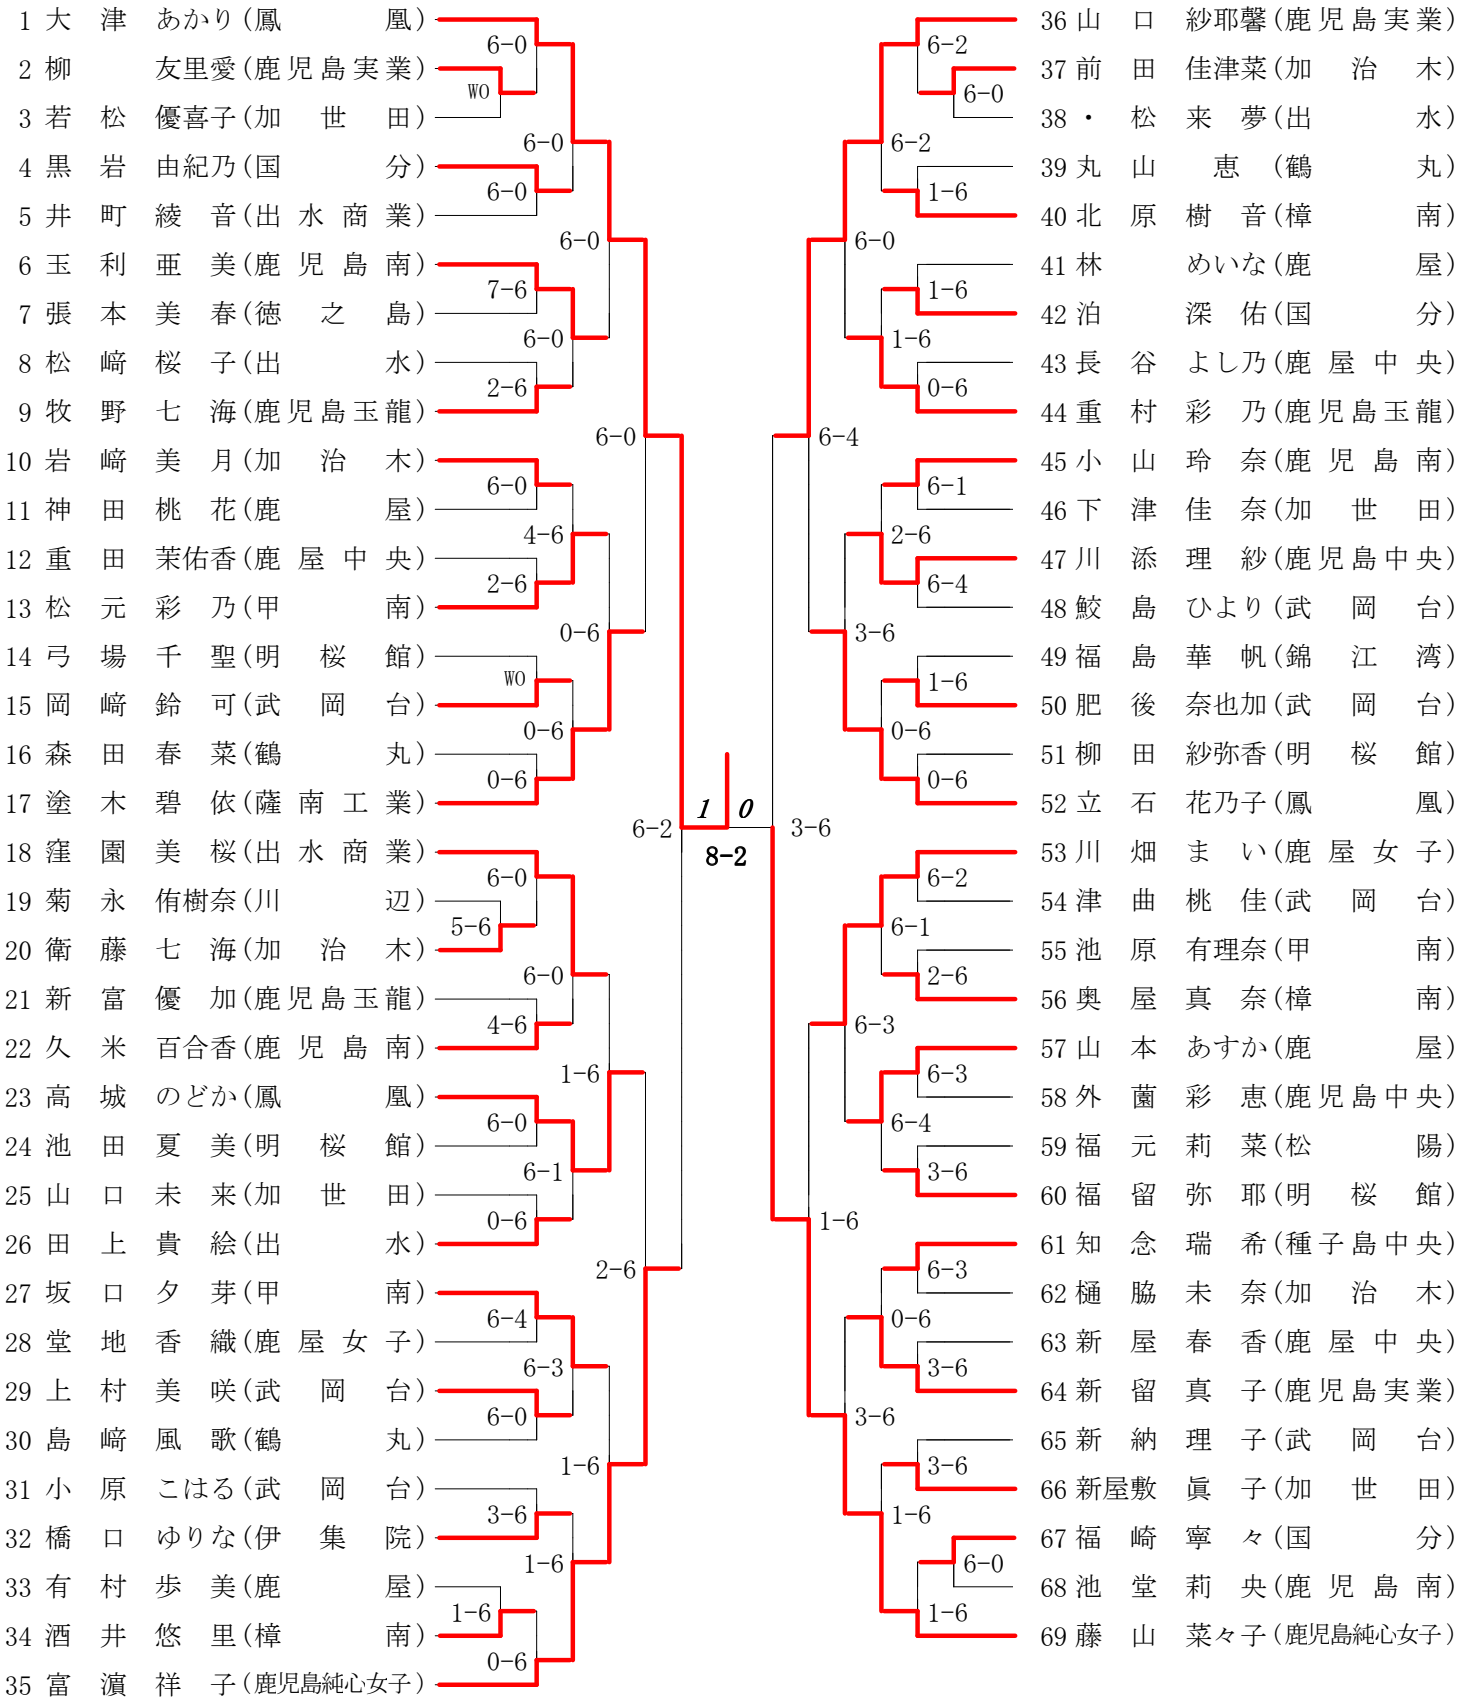 1 大津 あかり (鳳凰)
2 柳 友里愛 (鹿児島実業)
3 若松 優喜子 (加世田)
4 黒岩 由紀乃 (国分)
5 井町 綾音 (出水商業)
6 玉利 亜美 (鹿児島南)
7 張本 美春 (徳之島)
8 松﨑 桜子 (出水)
9 牧野 七海 (鹿児島玉龍)
10 岩﨑 美月 (加治木)
11 神田 桃花 (鹿屋)
12 重田 茉佑香 (鹿屋中央)
13 松元 彩乃 (甲南)
14 弓場 千聖 (明桜館)
15 岡﨑 鈴可 (武岡台)
16 森田 春菜 (鶴丸)
17 塗木 碧依 (薩南工業)
18 窪園 美桜 (出水商業)
19 菊永 侑樹奈 (川辺)
20 衛藤 七海 (加治木)
21 新富 優加 (鹿児島玉龍)
22 久米 百合香 (鹿児島南)
23 高城 のどか (鳳凰)
24 池田 夏美 (明桜館)
25 山口 未来 (加世田)
26 田上 貴絵 (出水)
27 坂口 夕芽 (甲南)
28 堂地 香織 (鹿屋女子)
29 上村 美咲 (武岡台)
30 島﨑 風歌 (鶴丸)
31 小原 こはる (武岡台)
32 橋口 ゆりな (伊集院)
33 有村 歩美 (鹿屋)
34 酒井 悠里 (樟南)
35 富濵 祥子 (鹿児島純心女子)
6-0
WO
6-0
7-6
2-6
6-0
2-6
WO
0-6
6-0
5-6
4-6
6-0
0-6
6-4
6-0
3-6
1-6
0-6
6-0
6-0
4-6
0-6
6-0
6-1
6-3
1-6
6-0
0-6
1-6
1-6
6-0
2-6
6-2
1 0
8-2
3-6
6-4
1-6
6-0
3-6
6-3
3-6
6-2
1-6
2-6
0-6
6-1
6-4
0-6
1-6
6-2
6-0
1-6
1-6
0-6
6-1
6-4
1-6
0-6
6-2
2-6
6-3
3-6
6-3
3-6
3-6
6-0
1-6
36 山口 紗耶馨 (鹿児島実業)
37 前田 佳津菜 (加治木)
38 ・松 来夢 (出水)
39 丸山 恵 (鶴丸)
40 北原 樹音 (樟南)
41 林 めいな (鹿屋)
42 泊 深佑 (国分)
43 長谷 よし乃 (鹿屋中央)
44 重村 彩乃 (鹿児島玉龍)
45 小山 玲奈 (鹿児島南)
46 下津 佳奈 (加世田)
47 川添 理紗 (鹿児島中央)
48 鮫島 ひより (武岡台)
49 福島 華帆 (錦江湾)
50 肥後 奈也加 (武岡台)
51 柳田 紗弥香 (明桜館)
52 立石 花乃子 (鳳凰)
53 川畑 まい (鹿屋女子)
54 津曲 桃佳 (武岡台)
55 池原 有理奈 (甲南)
56 奥屋 真奈 (樟南)
57 山本 あすか (鹿屋)
58 外薗 彩恵 (鹿児島中央)
59 福元 莉菜 (松陽)
60 福留 弥耶 (明桜館)
61 知念 瑞希 (種子島中央)
62 樋脇 未奈 (加治木)
63 新屋 春香 (鹿屋中央)
64 新留 真子 (鹿児島実業)
65 新納 理子 (武岡台)
66 新屋敷 眞子 (加世田)
67 福崎 寧々 (国分)
68 池堂 莉央 (鹿児島南)
69 藤山 菜々子 (鹿児島純心女子)